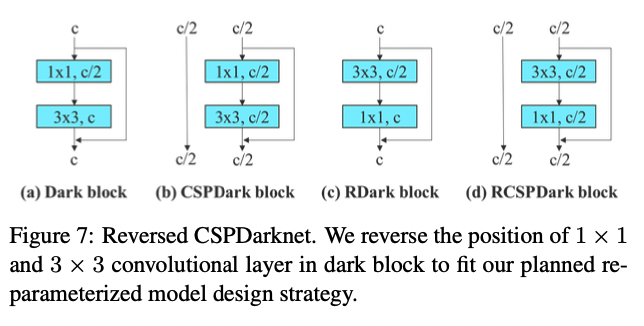 c c/2 c/2 c c/2 c/2
1x1, c/2 1x1, c/2 3x3, c/2 3x3, c/2
3x3, c 3x3, c/2 1x1, c 1x1, c/2
c c/2 c/2 c c/2 c/2
(a) Dark block (b) CSPDark block (c) RDark block (d) RCSPDark block
Figure 7: Reversed CSPDarknet. We reverse the position of 1 × 1
and 3 × 3 convolutional layer in dark block to fit our planned re-
parameterized model design strategy.